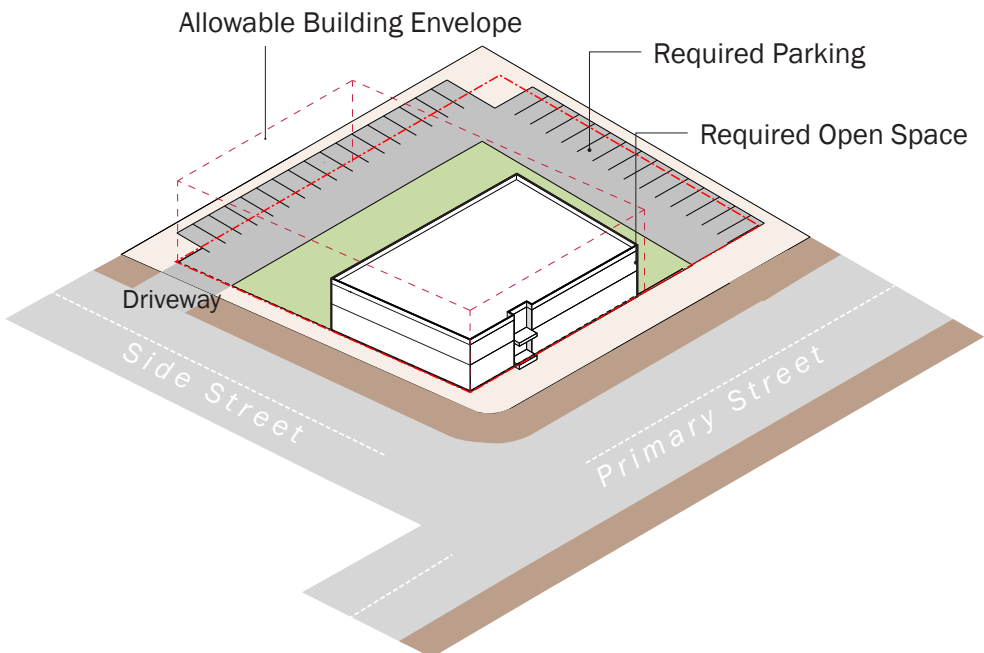 Allowable Building Envelope
Required Parking
Required Open Space
Driveway
Side Street
Primary Street